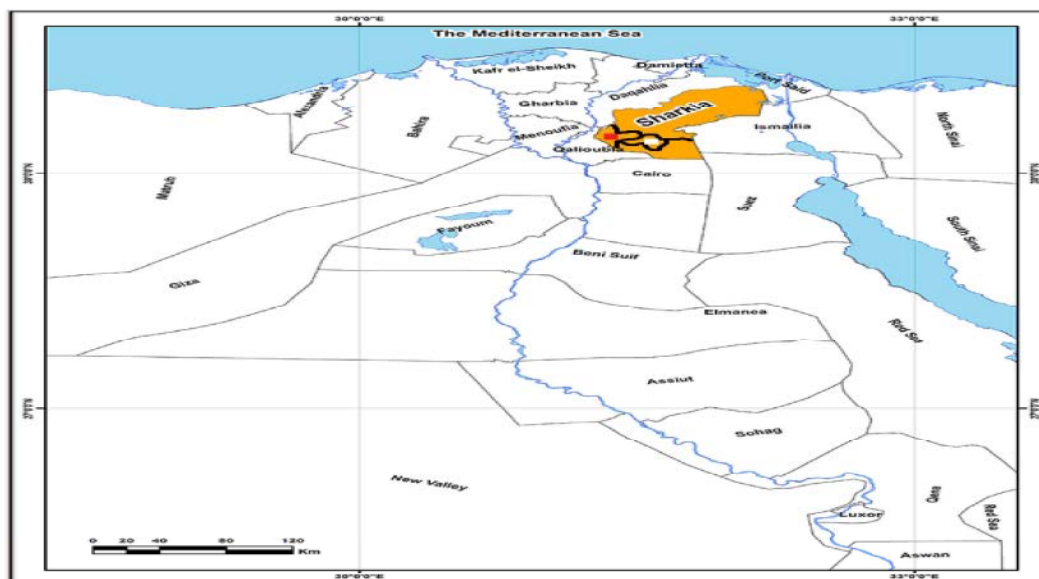 30°0'0"E
33°0'0"E
The Mediterranean Sea
Kafr el-Sheikh
Damietta
Port Said
Daqahlia
Alexandria
Gharbia
Sharkia
Bahra
Menoufia
Ismailia
North Sinai
Qalioubia
Cairo
Matruh
Suez
South Sinai
Fayoum
Beni Suif
Giza
Elmanea
Red Sea
Assiut
Sohag
New Valley
Qena
Red Sea
Luxor
Aswan
0 20 40 80 120
Km
30°0'0"E
33°0'0"E